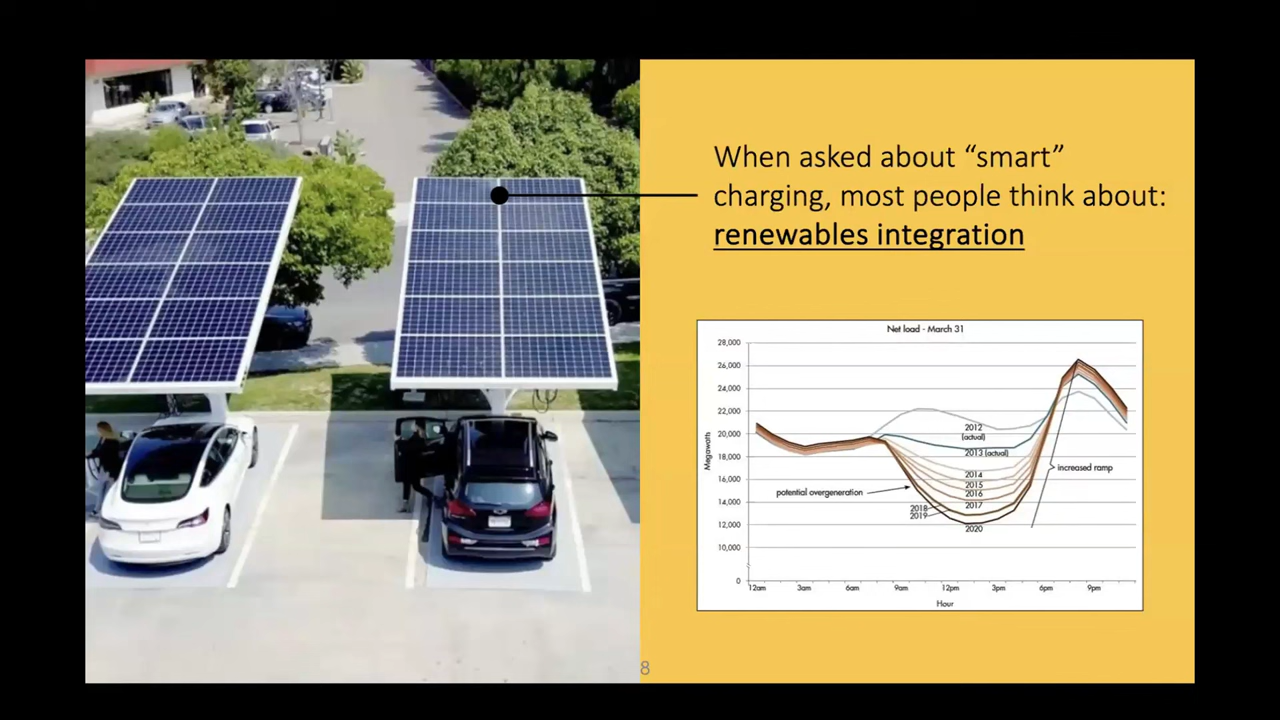 When asked about “smart”
charging, most people think about:
renewables integration
Net load - March 31
28,000
26,000
24,000
22,000
20,000
18,000
16,000
14,000
12,000
10,000
0
Megawatts
2012
(actual)
2013 (actual)
2014
2015
2016
2017
2018
2019
2020
potential overgeneration
increased ramp
12am
3am
6am
9am
12pm
3pm
6pm
9pm
Hour
8